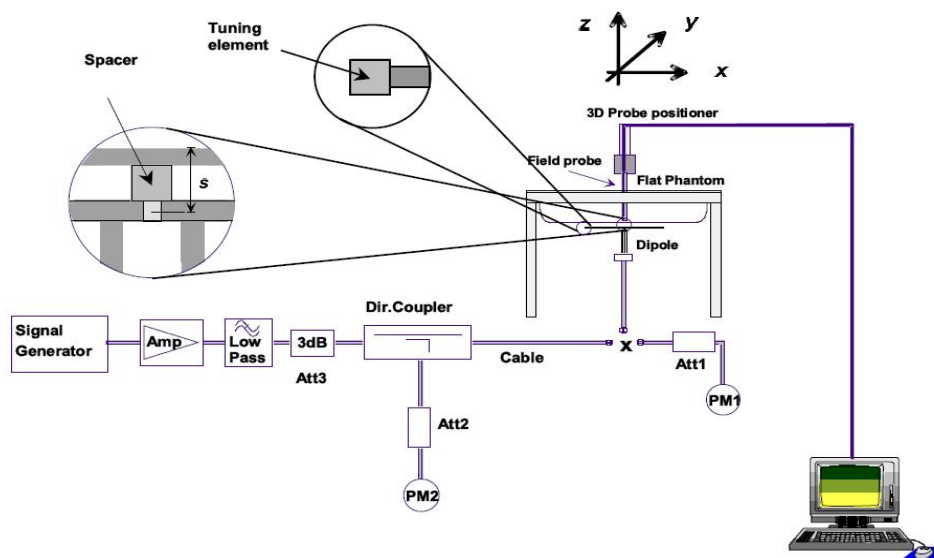 z
y
x
Tuning
element
Spacer
s
3D Probe positioner
Field probe
Flat Phantom
Dipole
Signal
Generator
Amp
Low
Pass
3dB
Att3
Dir.Coupler
Cable
x
Att1
PM1
Att2
PM2